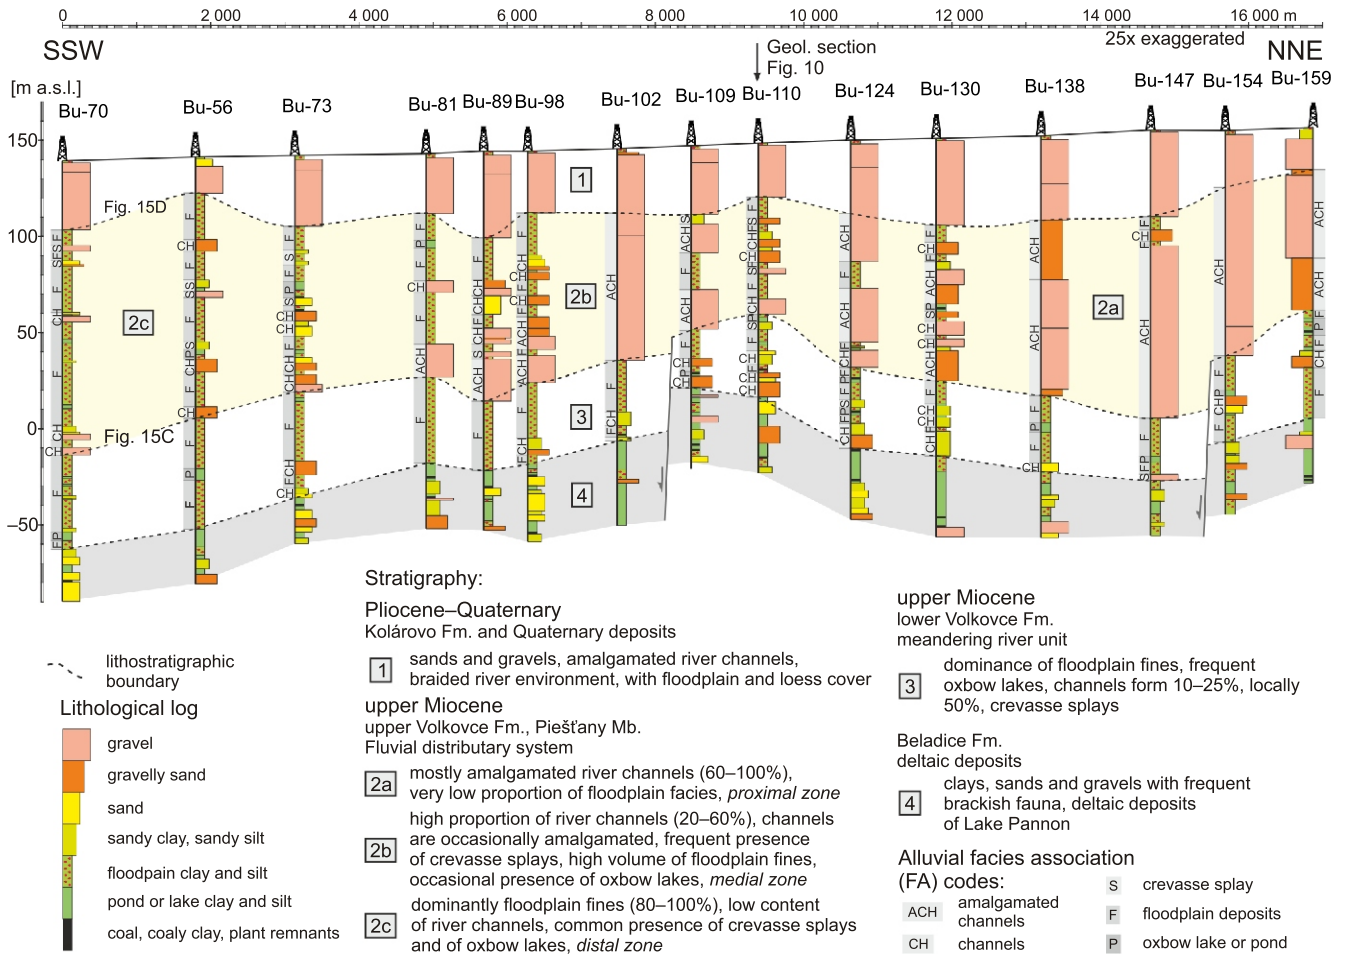 0 2 000 4 000 6 000 8 000 10 000 12 000 14 000 16 000 m
25x exaggerated
SSW NNE
Geol. section
Fig. 10
[m a.s.l.]
Bu-70 Bu-56 Bu-73 Bu-81 Bu-89 Bu-98 Bu-102 Bu-109 Bu-110 Bu-124 Bu-130 Bu-138 Bu-147 Bu-154 Bu-159
150
100
50
0
–50
1
Fig. 15D
2c
2b
2a
Fig. 15C
3
4
lithostratigraphic
boundary
Lithological log
gravel
gravelly sand
sand
sandy clay, sandy silt
floodpain clay and silt
pond or lake clay and silt
coal, coaly clay, plant remnants
Stratigraphy:
Pliocene–Quaternary
Kolárovo Fm. and Quaternary deposits
1
sands and gravels, amalgamated river channels,
braided river environment, with floodplain and loess cover
upper Miocene
upper Volkovce Fm., Piešťany Mb.
Fluvial distributary system
2a
mostly amalgamated river channels (60–100%),
very low proportion of floodplain facies, proximal zone
2b
high proportion of river channels (20–60%), channels
are occasionally amalgamated, frequent presence
of crevasse splays, high volume of floodplain fines,
occasional presence of oxbow lakes, medial zone
2c
dominantly floodplain fines (80–100%), low content
of river channels, common presence of crevasse splays
and of oxbow lakes, distal zone
upper Miocene
lower Volkovce Fm.
meandering river unit
3
dominance of floodplain fines, frequent
oxbow lakes, channels form 10–25%, locally
50%, crevasse splays
Beladice Fm.
deltaic deposits
4
clays, sands and gravels with frequent
brackish fauna, deltaic deposits
of Lake Pannon
Alluvial facies association
(FA) codes:
ACH amalgamated
channels
CH channels
S crevasse splay
F floodplain deposits
P oxbow lake or pond